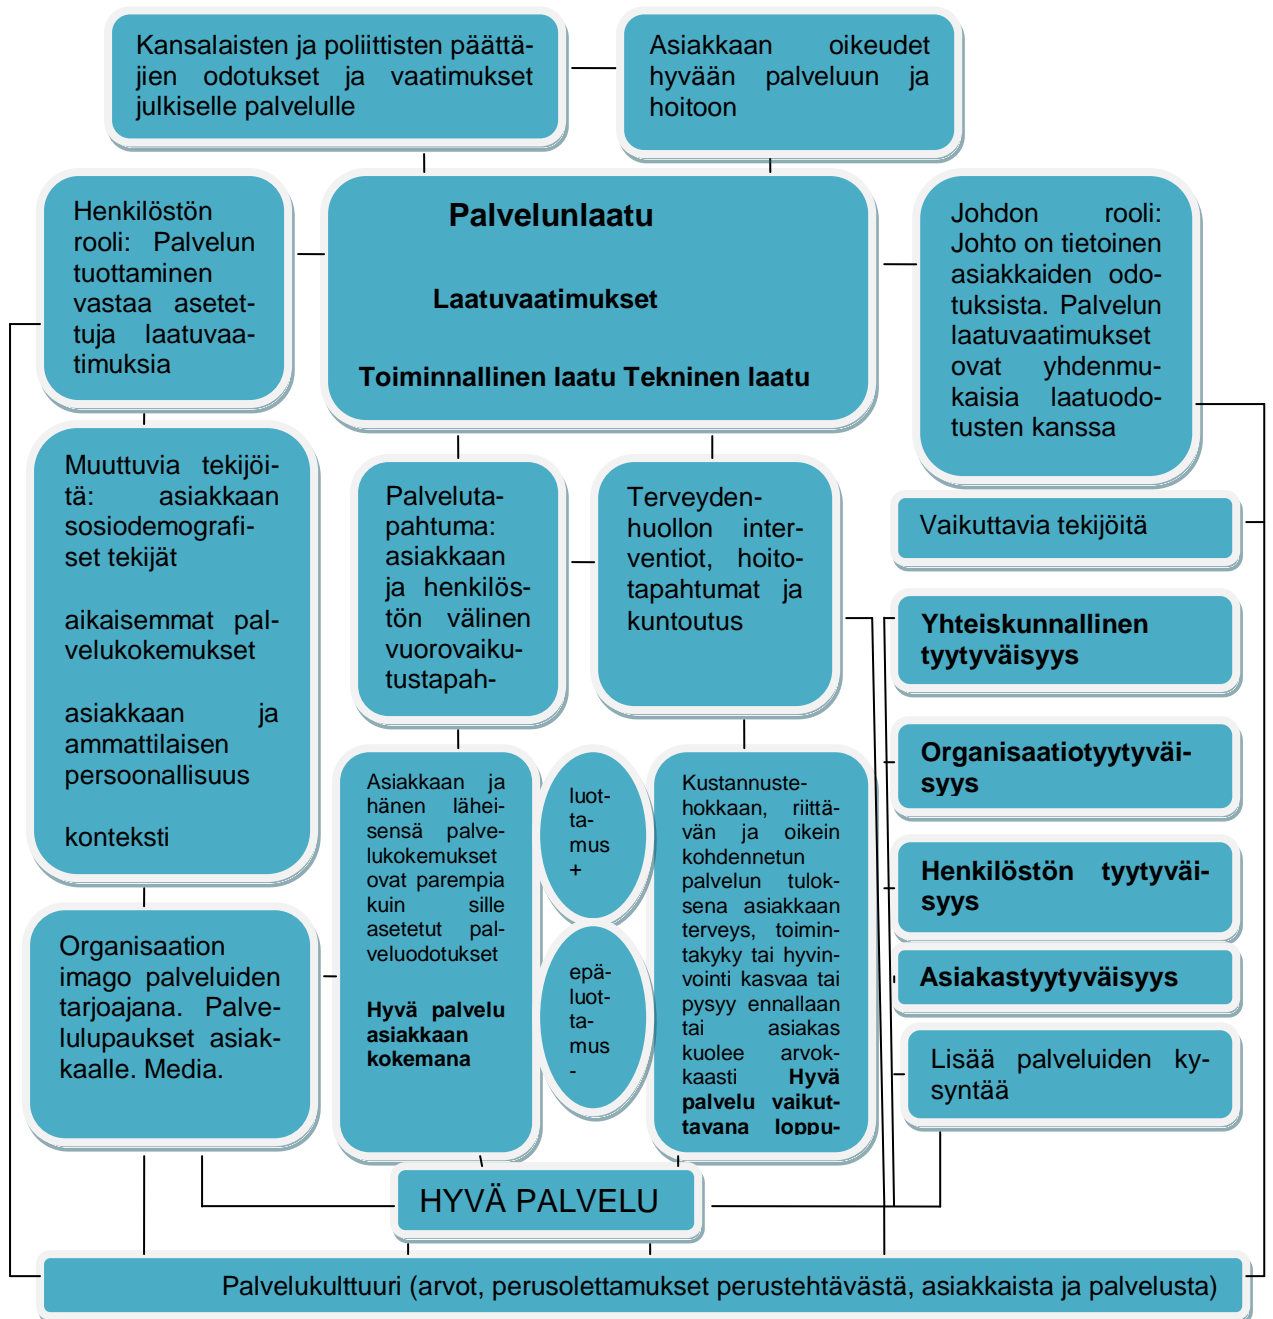 Kansalaisten ja poliittisten päättä-
jien odotukset ja vaatimukset
julkiselle palvelulle
Asiakkaan oikeudet
hyvään palveluun ja
hoitoon
Henkilöstön
rooli: Palvelun
tuottaminen
vastaa asetet-
tuja laatuvaa-
timuksia
Palvelunlaatu
Laatuvaatimukset
Toiminnallinen laatu Tekninen laatu
Johdon rooli:
Johto on tietoinen
asiakkaiden odo-
tuksista. Palvelun
laatuvaatimukset
ovat yhdenmu-
kaisia laatuodo-
tusten kanssa
Muuttuvia tekijöi-
tä: asiakkaan
sosiodemografi-
set tekijät
aikaisemmat pal-
velukokemukset
asiakkaan ja
ammattilaisen
persoonallisuus
konteksti
Palveluta-
pahtuma:
asiakkaan
ja henkilös-
tön välinen
vuorovaiku-
tustapah-
Terveyden-
huollon inter-
ventiot, hoito-
tapahtumat ja
kuntoutus
Vaikuttavia tekijöitä
Yhteiskunnallinen
tyytyväisyys
Organisaatiotyytyväi-
syys
Henkilöstön tyytyväi-
syys
Asiakastyytyväisyys
Lisää palveluiden ky-
syntää
Organisaation
imago palveluiden
tarjoajana. Palve-
lulupaukset asiak-
kaalle. Media.
Asiakkaan ja
hänen lähei-
sensä palve-
lukokemukset
ovat parempia
kuin sille
asetetut pal-
veluodotukset
Hyvä palvelu
asiakkaan
kokemana
luot-
ta-
mus
+
epä-
luot-
ta-
mus
-
Kustannuste-
hokkaan, riittä-
vän ja oikein
kohdennetun
palvelun tulok-
sena asiakkaan
terveys, toimin-
takyky tai hyvin-
vointi kasvaa tai
pysyy ennallaan
tai asiakas
kuolee arvok-
kaasti Hyvä
palvelu vaikut-
tavana loppu-
HYVÄ PALVELU
Palvelukulttuuri (arvot, perusolettamukset perustehtävästä, asiakkaista ja palvelusta)